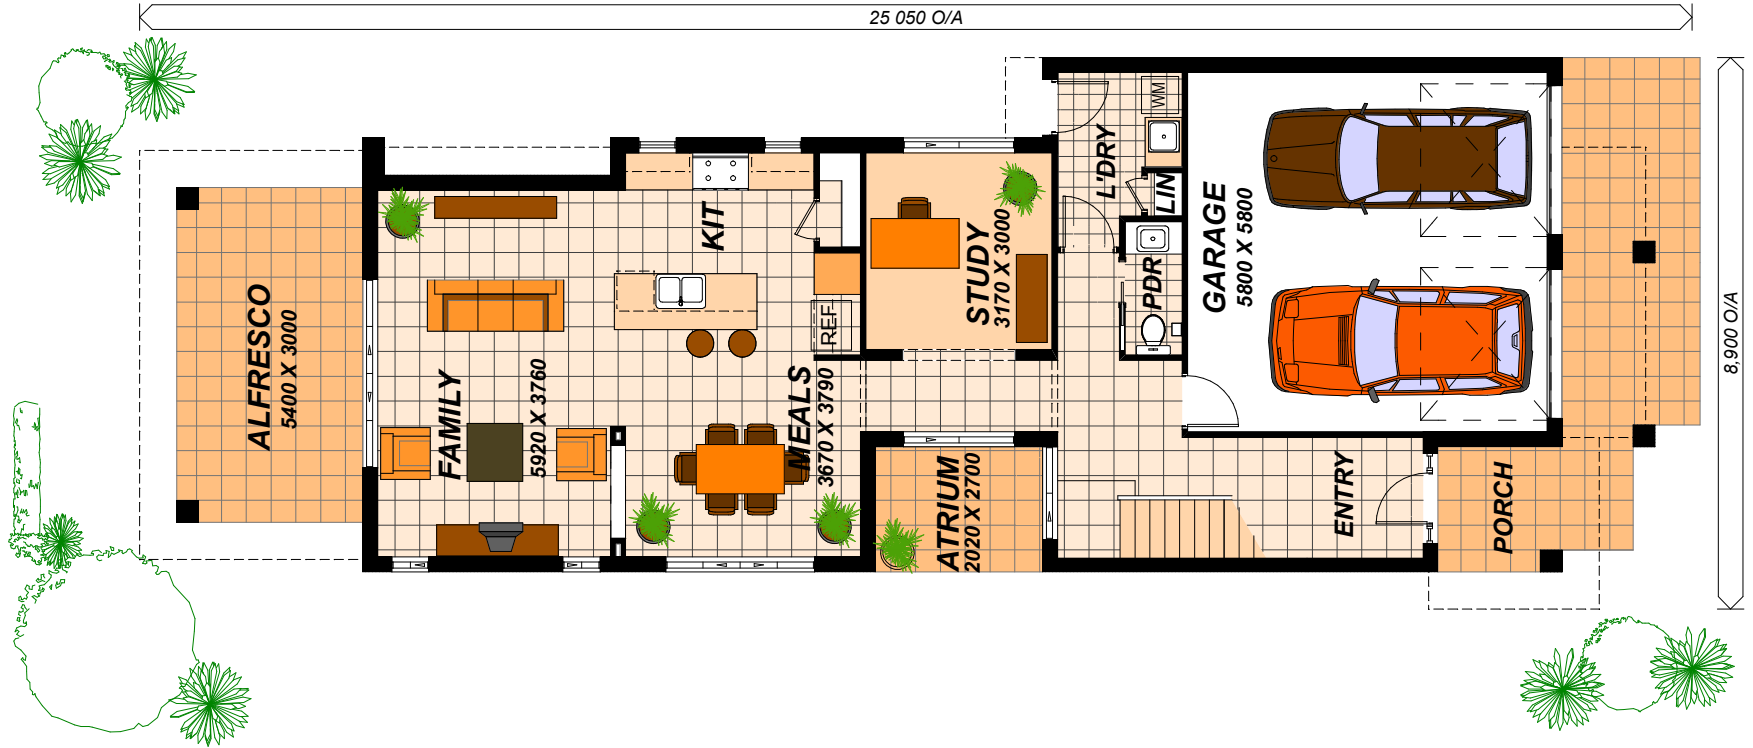 25 050 O/A
8,900 O/A
ALFRESCO
5400 X 3000
FAMILY
5920 X 3760
KIT
REF
MEALS
3670 X 3790
STUDY
3170 X 3000
ATRIUM
2020 X 2700
L'DRY
WM
LIN
PDR
GARAGE
5800 X 5800
ENTRY
PORCH